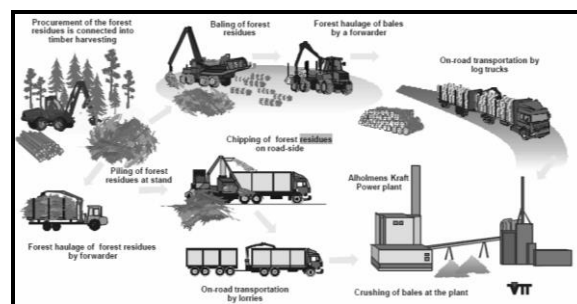 Procurement of the forest
residues is connected into
timber harvesting
Baling of forest
residues
Forest haulage of bales
by a forwarder
On-road transportation by
log trucks
Chipping of forest residues
on road-side
Piling of forest
residues at stand
Alholmens Kraft
Power plant
Forest haulage of forest residues
by forwarder
On-road transportation
by lorries
Crushing of bales at the plant
VTT